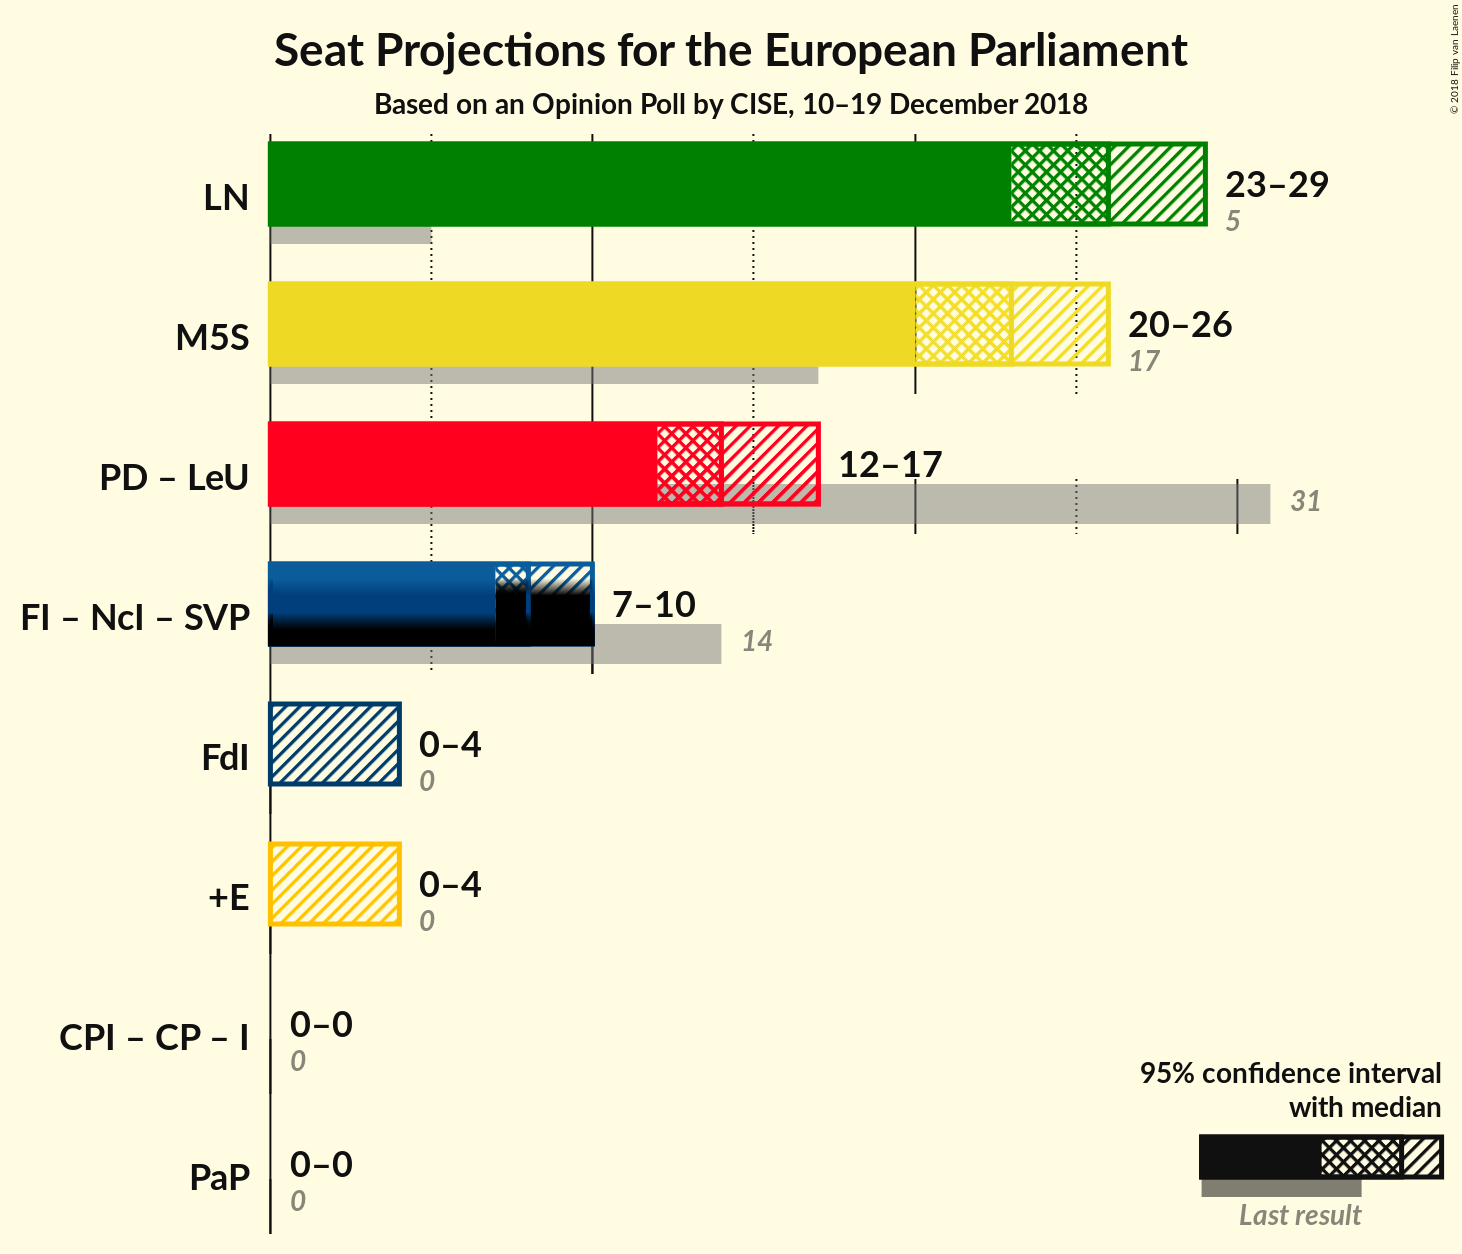 Seat Projections for the European Parliament
Based on an Opinion Poll by CISE, 10–19 December 2018
© 2018 Filip van Laenen
LN
23–29
5
M5S
20–26
17
PD – LeU
12–17
31
FI – NcI – SVP
7–10
14
FdI
0–4
0
+E
0–4
0
CPI – CP – I
0–0
0
PaP
0–0
0
95% confidence interval
with median
Last result